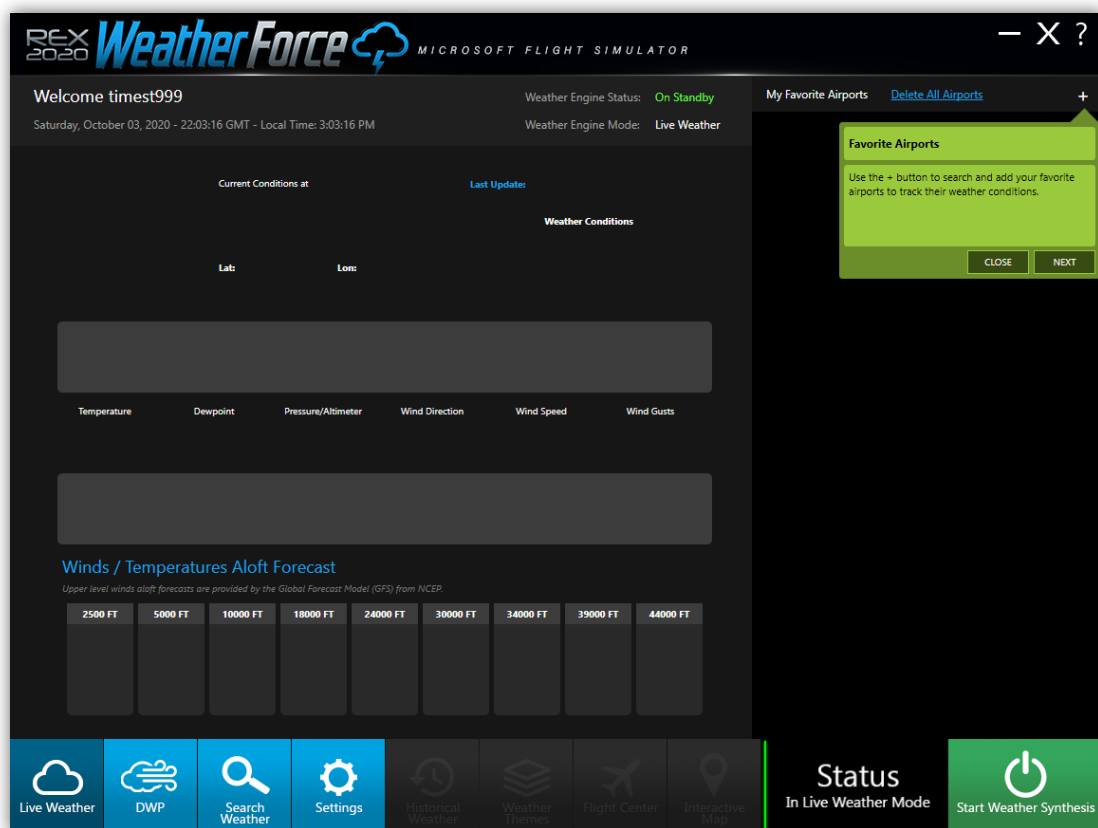 REX 2020 Weather Force MICROSOFT FLIGHT SIMULATOR
— X ?
Welcome timest999
Saturday, October 03, 2020 - 22:03:16 GMT - Local Time: 3:03:16 PM
Weather Engine Status: On Standby
Weather Engine Mode: Live Weather
My Favorite Airports Delete All Airports +
Favorite Airports
Use the + button to search and add your favorite
airports to track their weather conditions.
CLOSE NEXT
Current Conditions at Last Update:
Weather Conditions
Lat: Lon:
Temperature Dewpoint Pressure/Altimeter Wind Direction Wind Speed Wind Gusts
Winds / Temperatures Aloft Forecast
Upper level winds aloft forecasts are provided by the Global Forecast Model (GFS) from NCEP.
2500 FT 5000 FT 10000 FT 18000 FT 24000 FT 30000 FT 34000 FT 39000 FT 44000 FT
Live Weather
DWP
Search
Weather
Settings
Historical
Weather
Weather
Themes
Flight Center
Interactive
Map
Status
In Live Weather Mode
Start Weather Synthesis